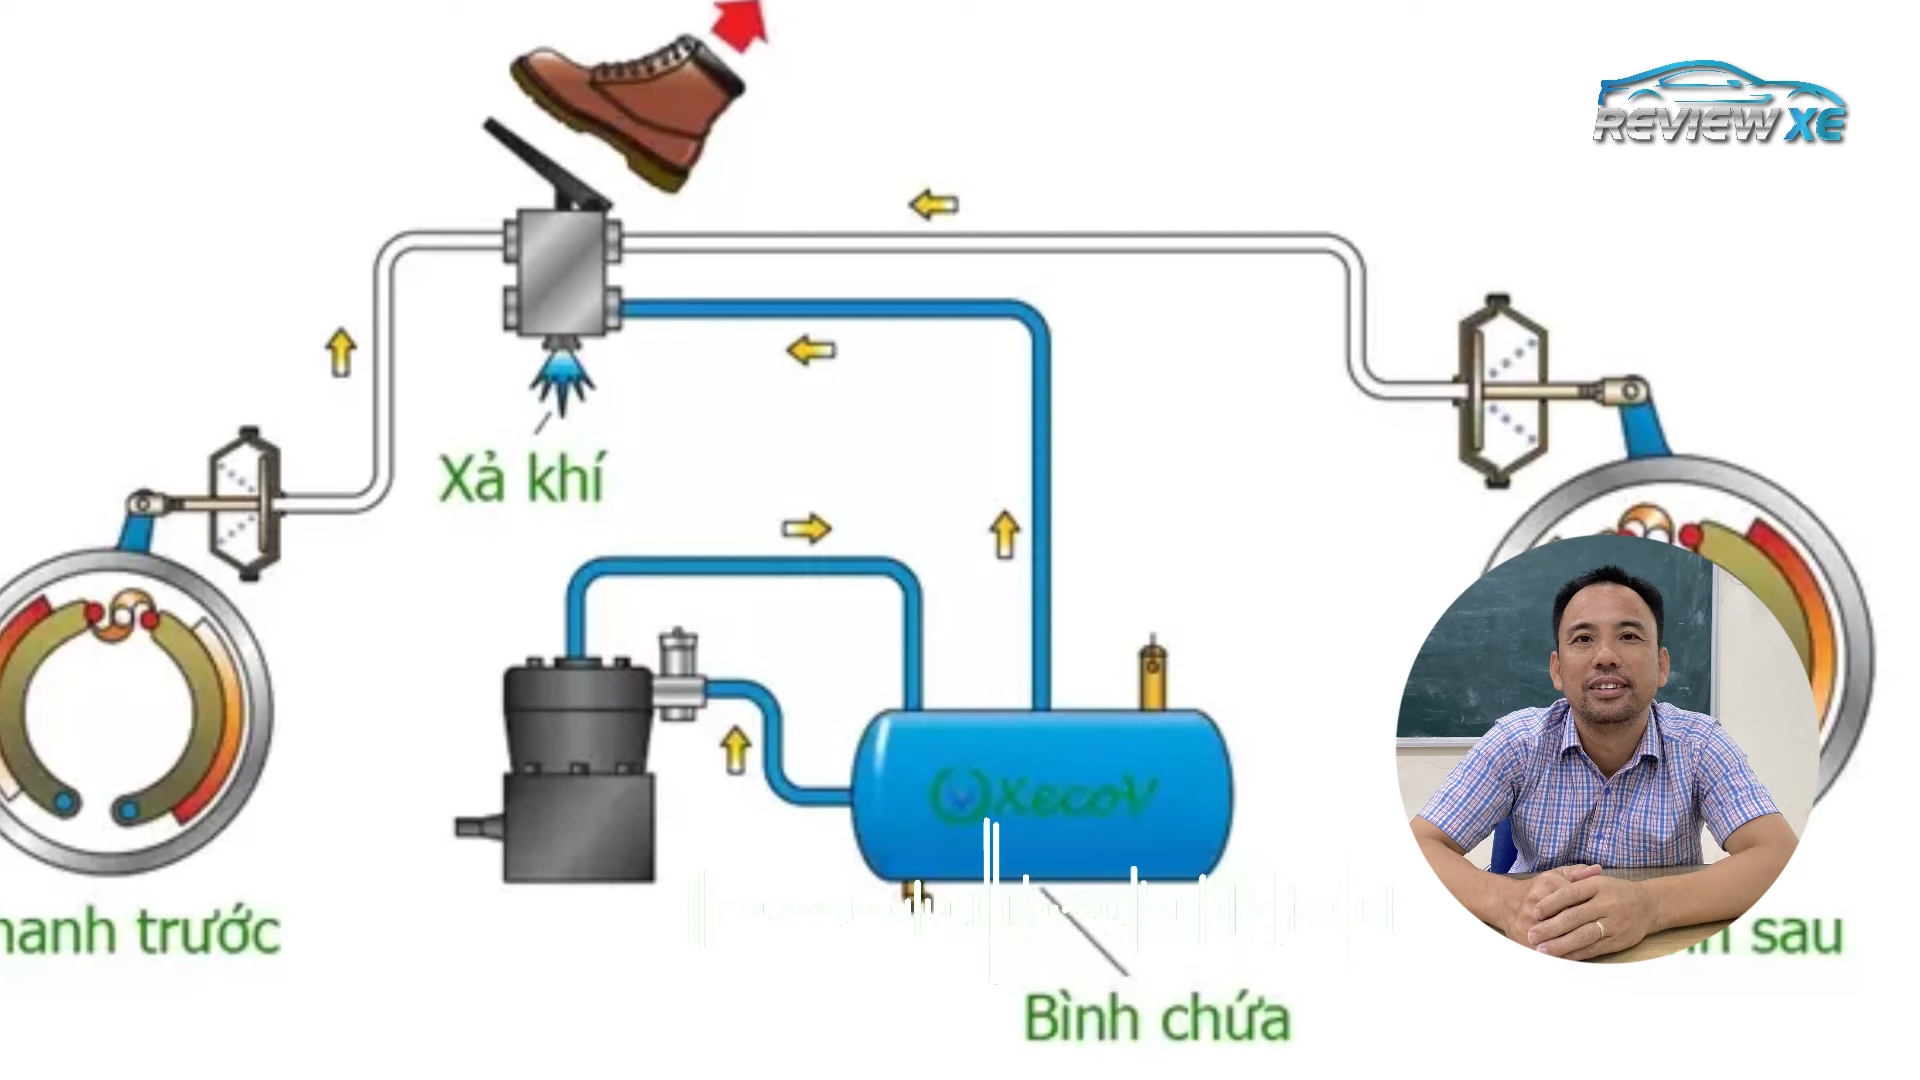 REVIEW XE
Xả khí
XecoV
hanh trước
sau
Bình chứa